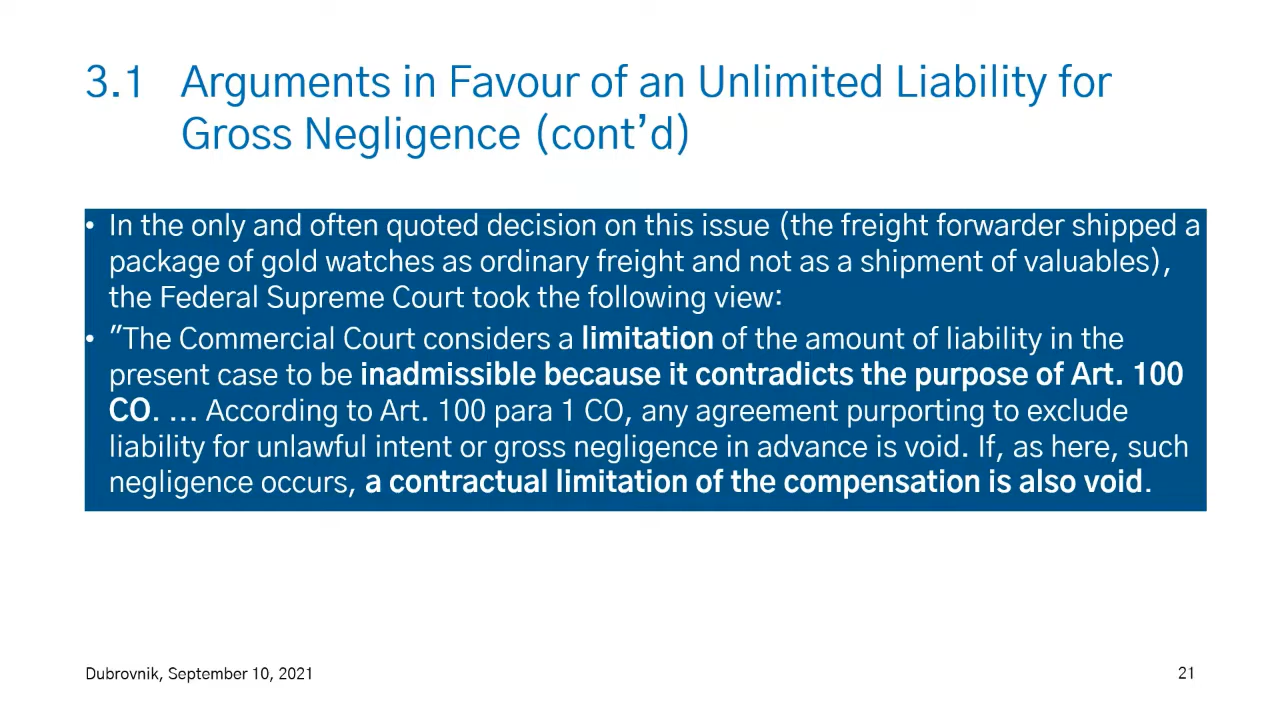 3.1 Arguments in Favour of an Unlimited Liability for
Gross Negligence (cont’d)
• In the only and often quoted decision on this issue (the freight forwarder shipped a
package of gold watches as ordinary freight and not as a shipment of valuables),
the Federal Supreme Court took the following view:
• "The Commercial Court considers a limitation of the amount of liability in the
present case to be inadmissible because it contradicts the purpose of Art. 100
CO. ... According to Art. 100 para 1 CO, any agreement purporting to exclude
liability for unlawful intent or gross negligence in advance is void. If, as here, such
negligence occurs, a contractual limitation of the compensation is also void.
Dubrovnik, September 10, 2021
21